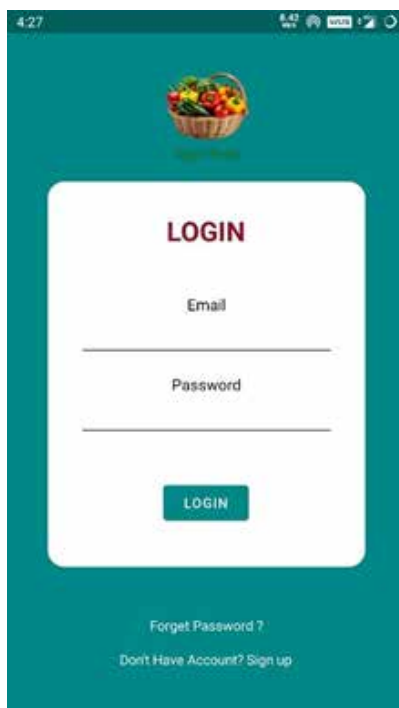 4:27
LOGIN
Email
Password
LOGIN
Forget Password ?
Don't Have Account? Sign up